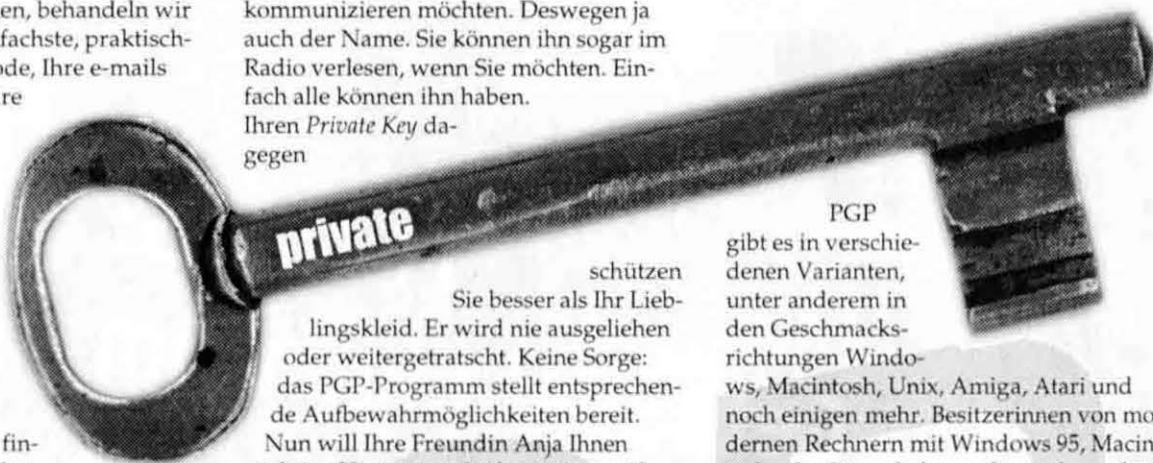 en, behandeln wir
fachste, praktisch-
ode, Ihre e-mails
re
fin-
kommunizieren möchten. Deswegen ja
auch der Name. Sie können ihn sogar im
Radio verlesen, wenn Sie möchten. Ein-
fach alle können ihn haben.
Ihren Private Key da-
gegen
private
schützen
Sie besser als Ihr Lieb-
lingskleid. Er wird nie ausgeliehen
oder weitergetratscht. Keine Sorge:
das PGP-Programm stellt entsprechen-
de Aufbewahrmöglichkeiten bereit.
Nun will Ihre Freundin Anja Ihnen
PGP
gibt es in verschie-
denen Varianten,
unter anderem in
den Geschmacks-
richtungen Windo-
ws, Macintosh, Unix, Amiga, Atari und
noch einigen mehr. Besitzerinnen von mo
dernen Rechnern mit Windows 95, Macin